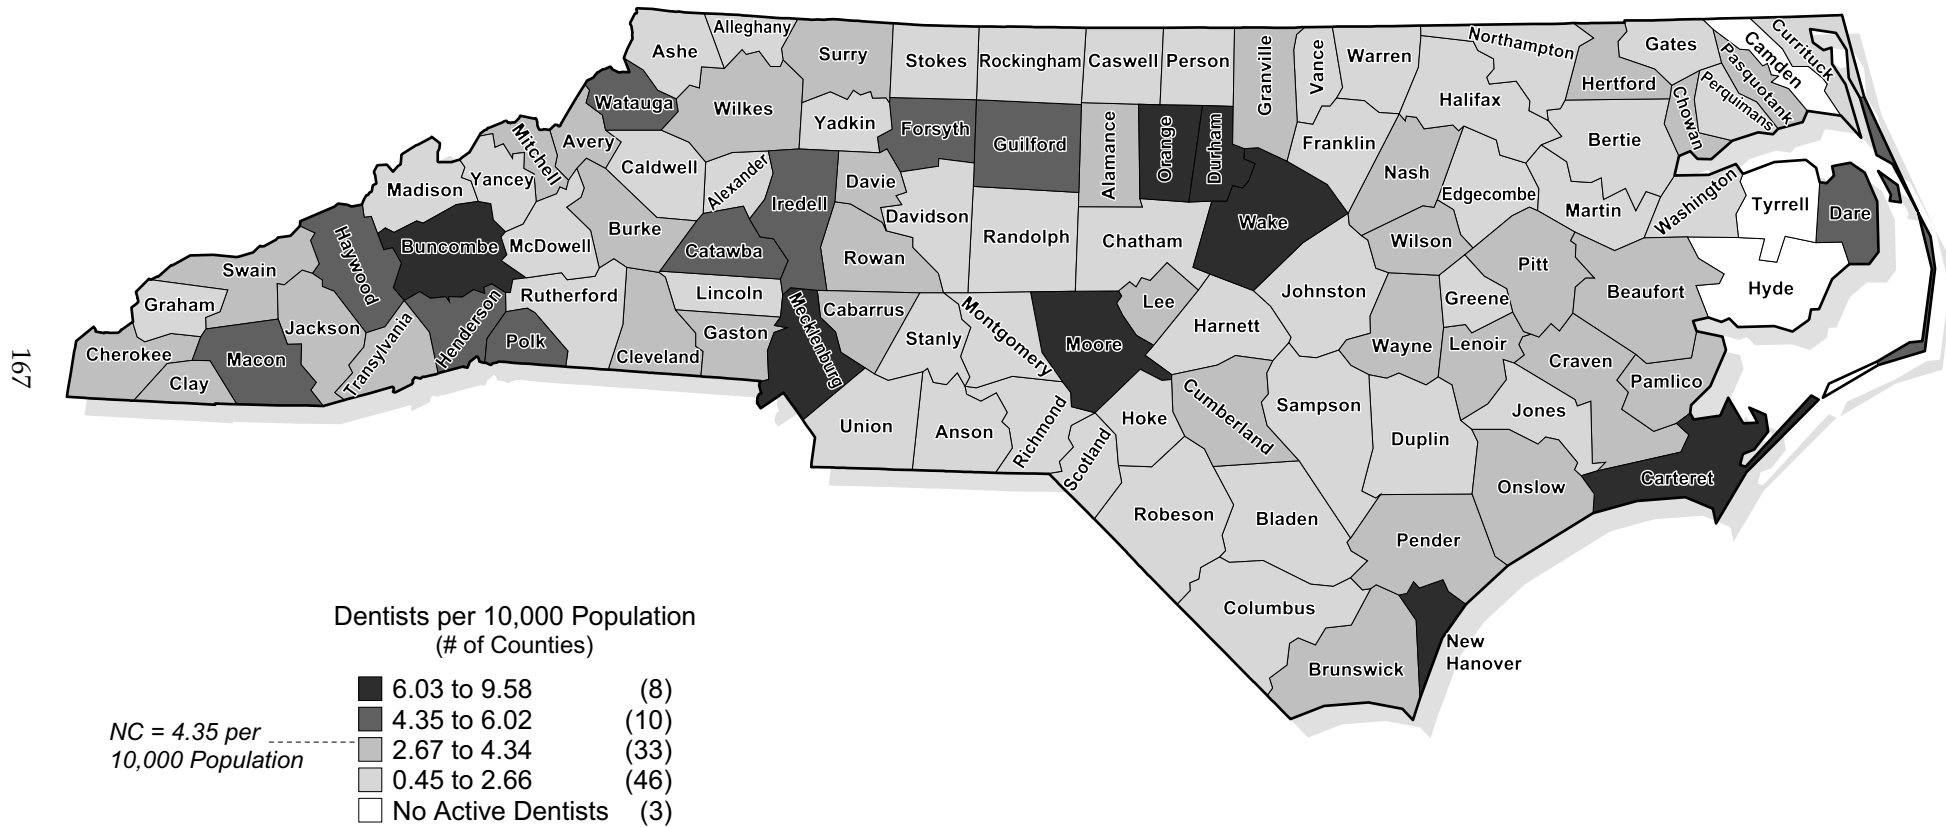 Alleghany
Ashe
Surry
Stokes
Rockingham
Caswell
Person
Granville
Vance
Warren
Northampton
Gates
Camden
Currituck
Pasquotank
Perquimans
Hertford
Chowan
Halifax
Watauga
Wilkes
Yadkin
Forsyth
Guilford
Alamance
Orange
Durham
Franklin
Nash
Bertie
Mitchell
Avery
Caldwell
Alexander
Iredell
Davie
Davidson
Madison
Yancey
Edgecombe
Martin
Washington
Tyrrell
Dare
Haywood
Buncombe
McDowell
Burke
Catawba
Rowan
Randolph
Chatham
Wake
Wilson
Swain
Graham
Rutherford
Lincoln
Mecklenburg
Cabarrus
Montgomery
Lee
Johnston
Greene
Pitt
Beaufort
Hyde
Cherokee
Clay
Macon
Jackson
Transylvania
Henderson
Polk
Cleveland
Gaston
Stanly
Moore
Harnett
Wayne
Lenoir
Craven
Pamlico
Union
Anson
Richmond
Scotland
Hoke
Cumberland
Sampson
Duplin
Jones
Onslow
Carteret
Robeson
Bladen
Pender
Columbus
Brunswick
New
Hanover
167
Dentists per 10,000 Population
(# of Counties)
6.03 to 9.58 (8)
4.35 to 6.02 (10)
2.67 to 4.34 (33)
0.45 to 2.66 (46)
No Active Dentists (3)
NC = 4.35 per
10,000 Population